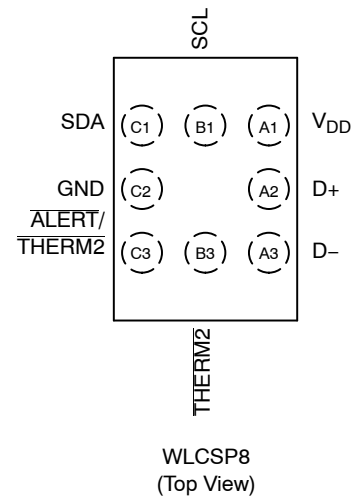 SCL
SDA C1 B1 A1 VDD
GND C2 A2 D+
ALERT/
THERM2 C3 B3 A3 D−
THERM2
WLCSP8
(Top View)